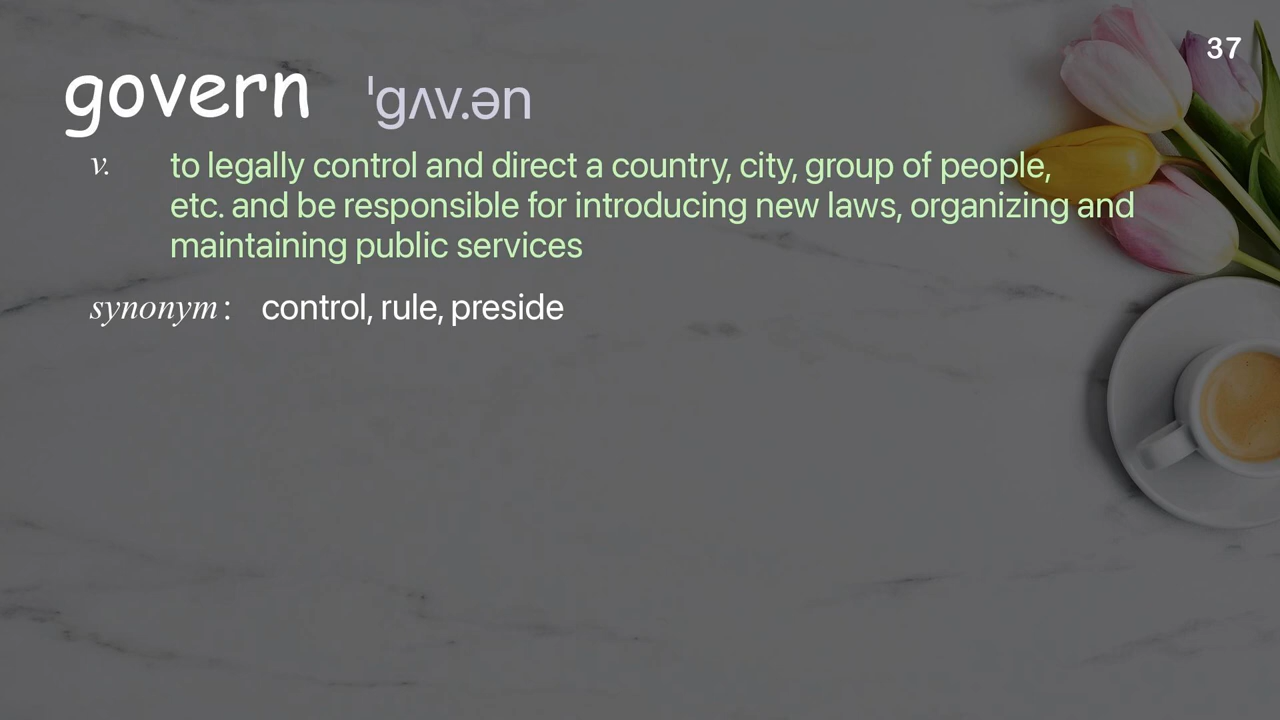 37
govern ˈɡʌv.ən
v. to legally control and direct a country, city, group of people,
etc. and be responsible for introducing new laws, organizing and
maintaining public services
synonym : control, rule, preside